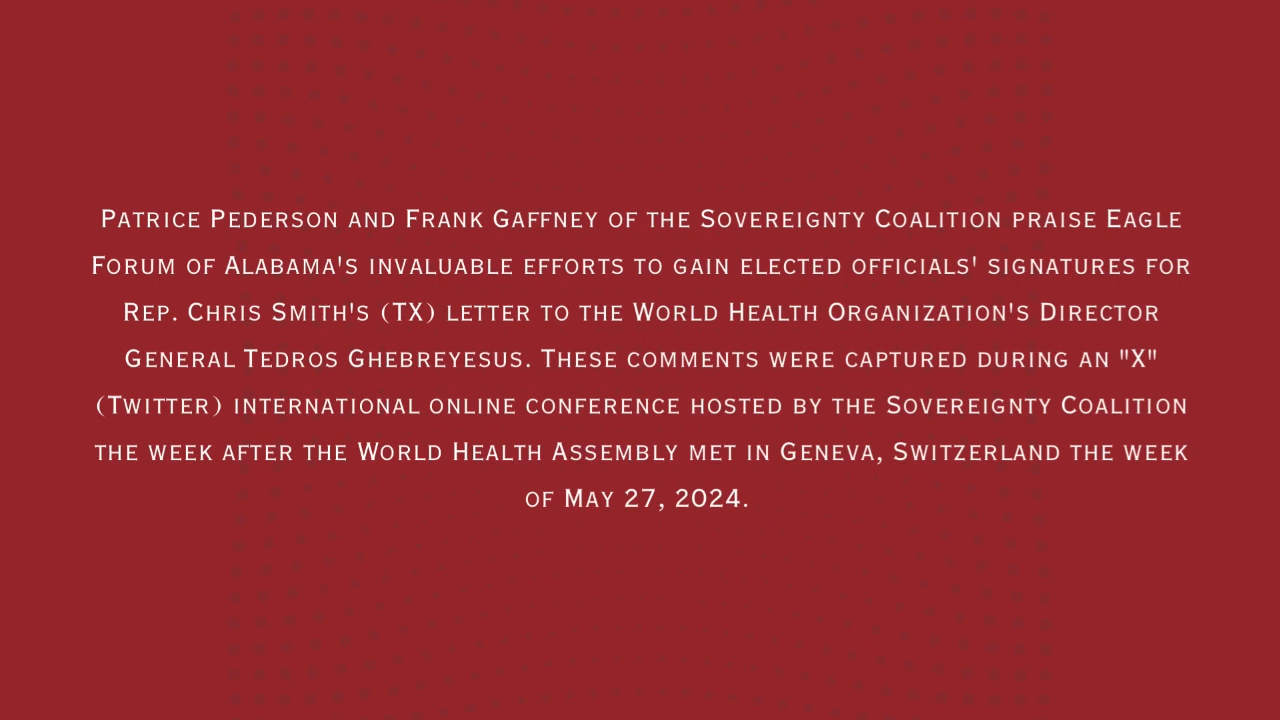 Patrice Pederson and Frank Gaffney of the Sovereignty Coalition praise Eagle
Forum of Alabama's invaluable efforts to gain elected officials' signatures for
Rep. Chris Smith's (TX) letter to the World Health Organization's Director
General Tedros Ghebreyesus. These comments were captured during an "X"
(Twitter) international online conference hosted by the Sovereignty Coalition
the week after the World Health Assembly met in Geneva, Switzerland the week
of May 27, 2024.